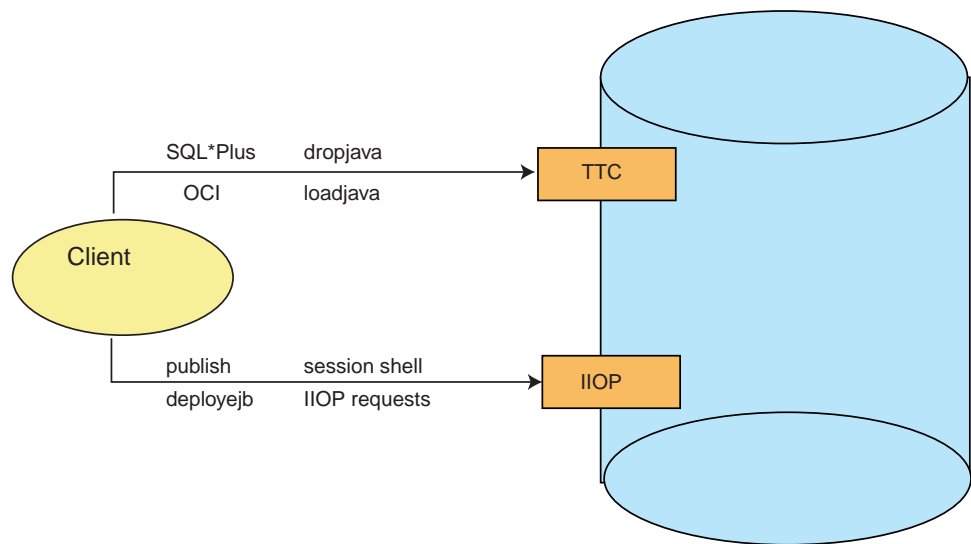 SQL*Plus dropjava
TTC
OCI loadjava
Client
publish session shell
IIOP
deployejb IIOP requests